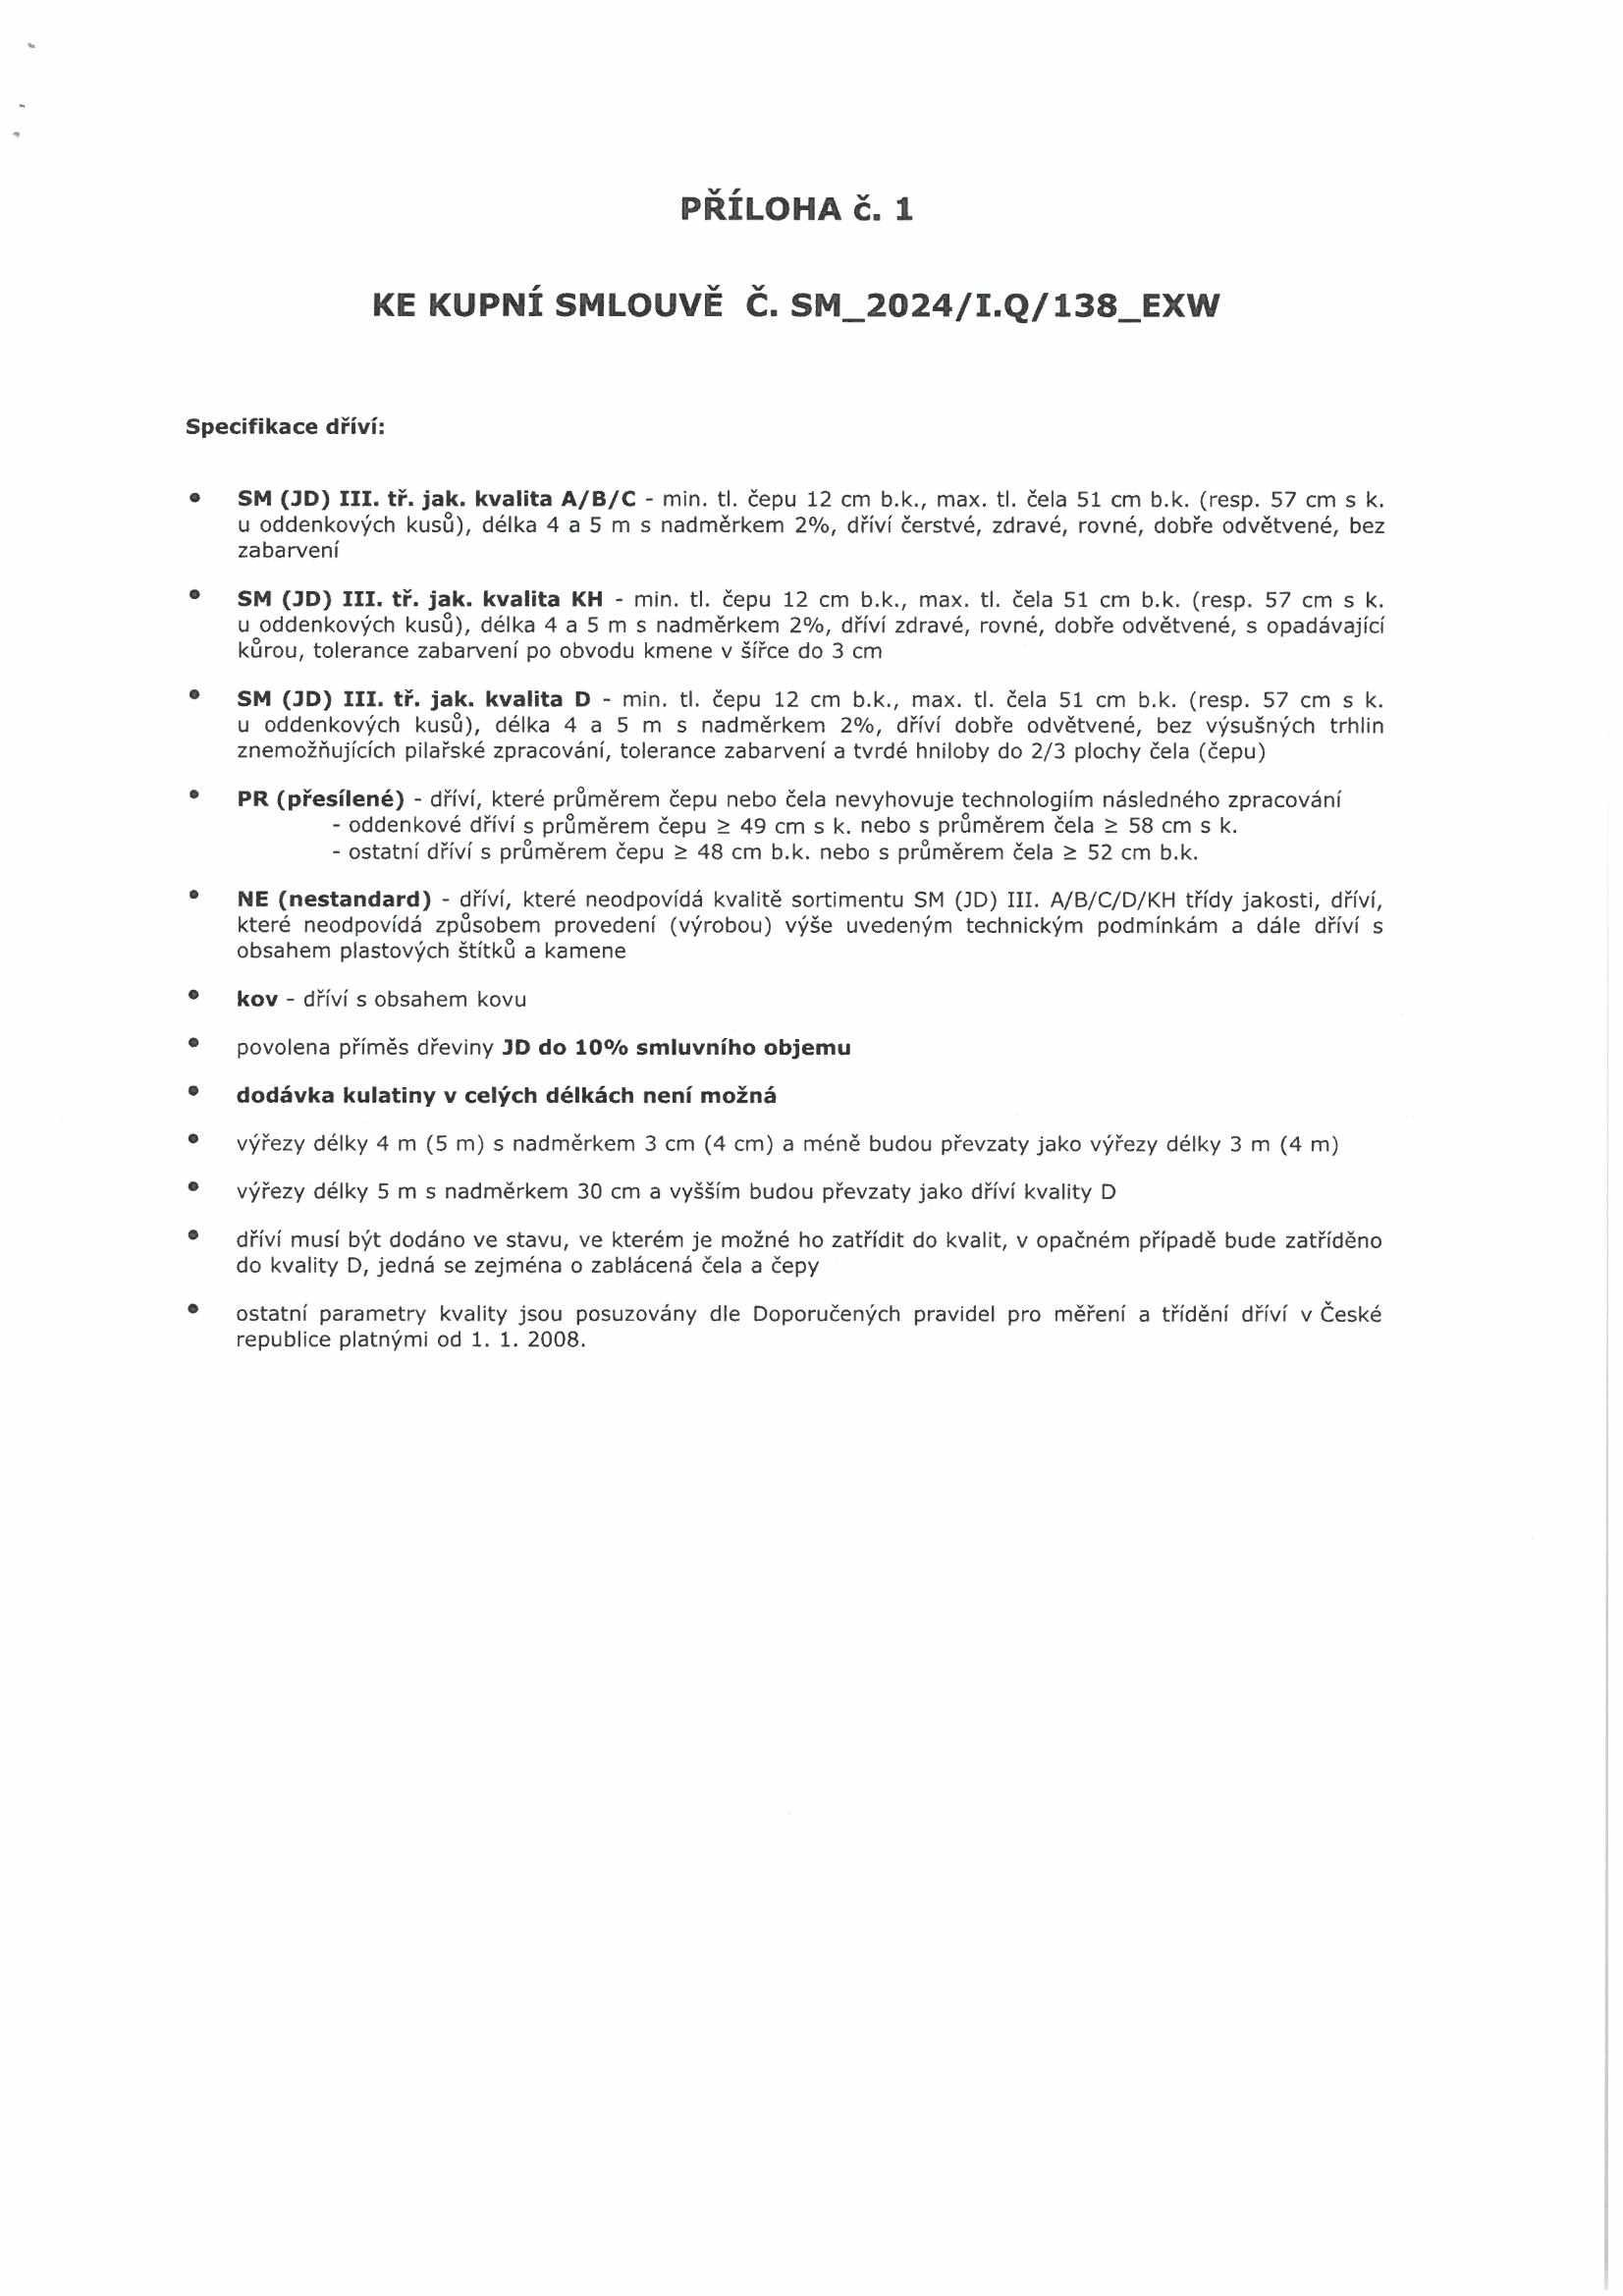 PŘÍLOHA č. 1
KE KUPNÍ SMLOUVĚ Č. SM_2024/I.Q/138_EXW
Specifikace dříví:
• SM (JD) III. tř. jak. kvalita A/B/C - min. tl. čepu 12 cm b.k., max. tl. čela 51 cm b.k. (resp. 57 cm s k.
u oddenkových kusů), délka 4 a 5 m s nadměrkem 2%, dříví čerstvé, zdravé, rovné, dobře odvětvené, bez
zabarvení
• SM (JD) III. tř. jak. kvalita KH - min. tl. čepu 12 cm b.k., max. tl. čela 51 cm b.k. (resp. 57 cm s k.
u oddenkových kusů), délka 4 a 5 m s nadměrkem 2%, dříví zdravé, rovné, dobře odvětvené, s opadávající
kůrou, tolerance zabarvení po obvodu kmene v šířce do 3 cm
• SM (JD) III. tř. jak. kvalita D - min. tl. čepu 12 cm b.k., max. tl. čela 51 cm b.k. (resp. 57 cm s k.
u oddenkových kusů), délka 4 a 5 m s nadměrkem 2%, dříví dobře odvětvené, bez výsušných trhlin
znemožňujících pilařské zpracování, tolerance zabarvení a tvrdé hniloby do 2/3 plochy čela (čepu)
• PR (přesílené) - dříví, které průměrem čepu nebo čela nevyhovuje technologiím následného zpracování
- oddenkové dříví s průměrem čepu ≥ 49 cm s k. nebo s průměrem čela ≥ 58 cm s k.
- ostatní dříví s průměrem čepu ≥ 48 cm b.k. nebo s průměrem čela ≥ 52 cm b.k.
• NE (nestandard) - dříví, které neodpovídá kvalitě sortimentu SM (JD) III. A/B/C/D/KH třídy jakosti, dříví,
které neodpovídá způsobem provedení (výrobou) výše uvedeným technickým podmínkám a dále dříví s
obsahem plastových štítků a kamene
• kov - dříví s obsahem kovu
• povolena příměs dřeviny JD do 10% smluvního objemu
• dodávka kulatiny v celých délkách není možná
• výřezy délky 4 m (5 m) s nadměrkem 3 cm (4 cm) a méně budou převzaty jako výřezy délky 3 m (4 m)
• výřezy délky 5 m s nadměrkem 30 cm a vyšším budou převzaty jako dříví kvality D
• dříví musí být dodáno ve stavu, ve kterém je možné ho zatřídit do kvalit, v opačném případě bude zatříděno
do kvality D, jedná se zejména o zablácená čela a čepy
• ostatní parametry kvality jsou posuzovány dle Doporučených pravidel pro měření a třídění dříví v České
republice platnými od 1. 1. 2008.